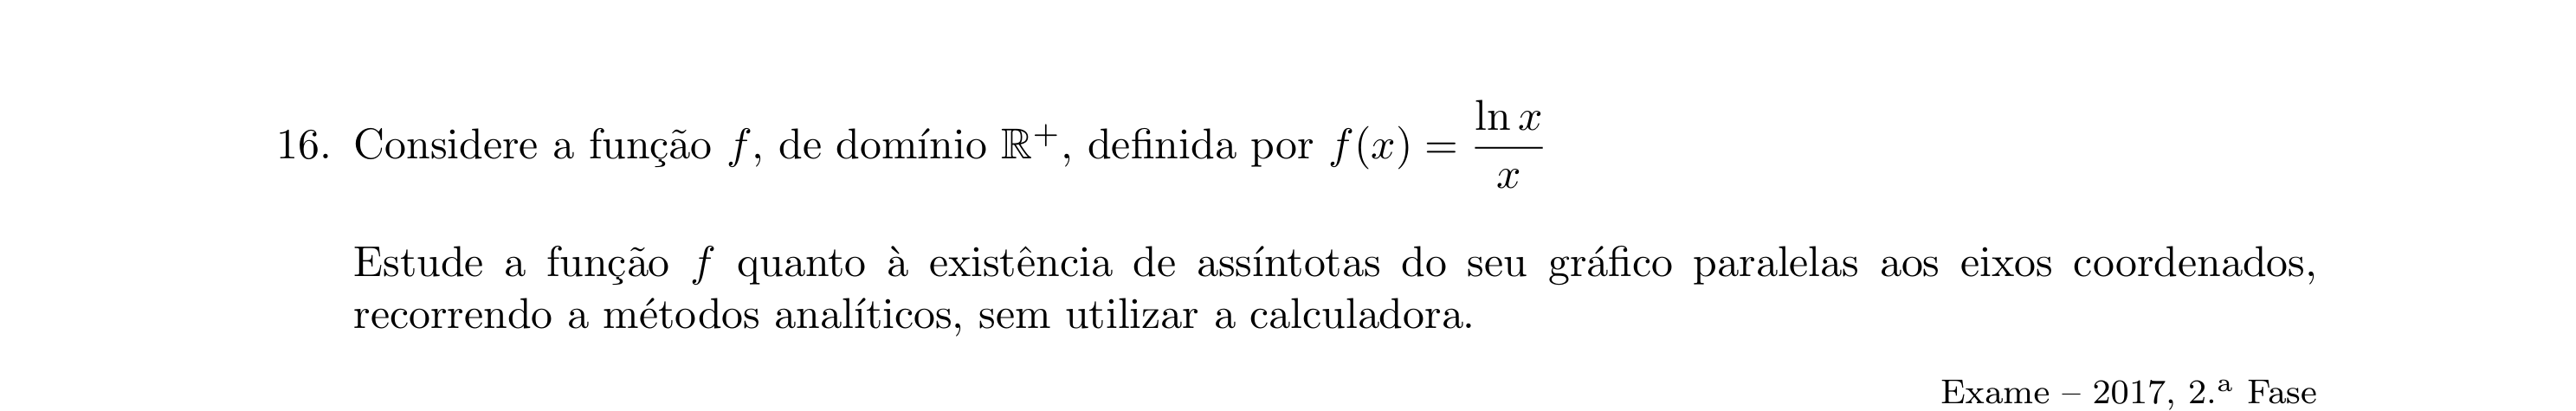 16. Considere a função f, de domínio ℝ⁺, definida por f(x) = ln x / x
Estude a função f quanto à existência de assíntotas do seu gráfico paralelas aos eixos coordenados,
recorrendo a métodos analíticos, sem utilizar a calculadora.
Exame – 2017, 2.ª Fase